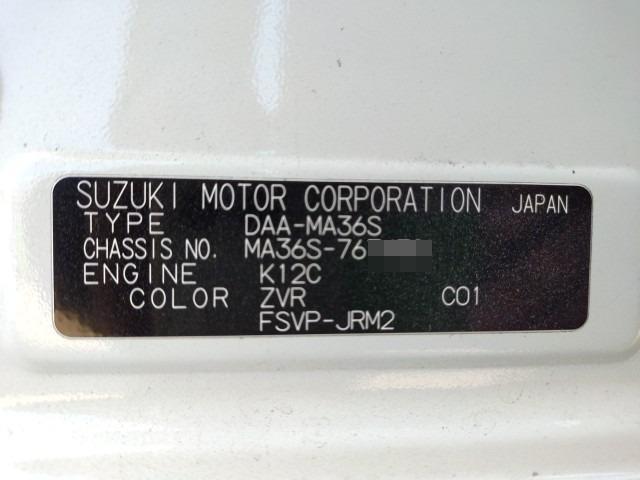 SUZUKI MOTOR CORPORATION JAPAN
TYPE DAA-MA36S
CHASSIS NO. MA36S-76
ENGINE K12C
COLOR ZVR C01
FSVP-JRM2